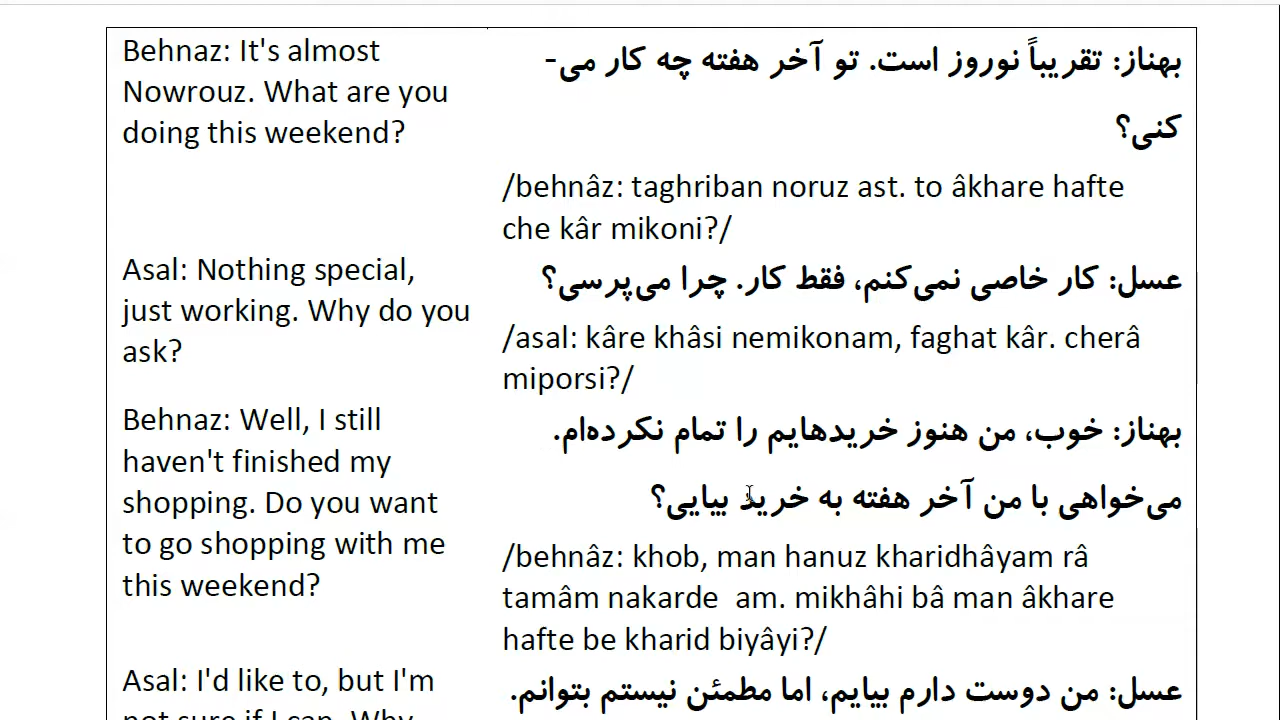 Behnaz: It's almost
Nowrouz. What are you
doing this weekend?
بهناز: تقریباً نوروز است. تو آخر هفته چه کار می-
کنی؟
/behnâz: taghriban noruz ast. to âkhare hafte
che kâr mikoni?/
Asal: Nothing special,
just working. Why do you
ask?
عسل: کار خاصی نمی‌کنم، فقط کار. چرا می‌پرسی؟
/asal: kâre khâsi nemikonam, faghat kâr. cherâ
miporsi?/
Behnaz: Well, I still
haven't finished my
shopping. Do you want
to go shopping with me
this weekend?
بهناز: خوب، من هنوز خریدهایم را تمام نکرده‌ام.
می‌خواهی با من آخر هفته به خرید بیایی؟
/behnâz: khob, man hanuz kharidhâyam râ
tamâm nakarde  am. mikhâhi bâ man âkhare
hafte be kharid biyâyi?/
Asal: I'd like to, but I'm
not sure if I can. Why
عسل: من دوست دارم بیایم، اما مطمئن نیستم بتوانم.